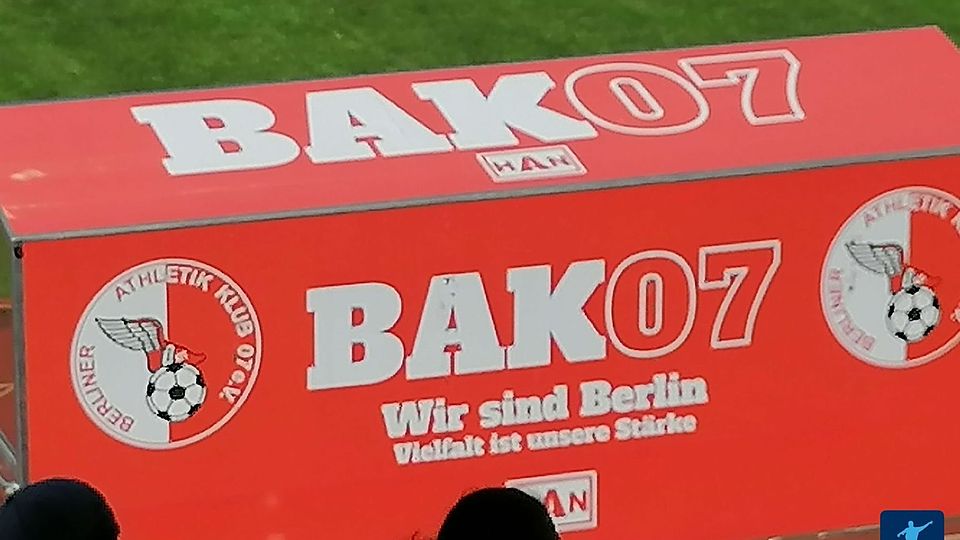 BAK07
HAN
BERLINER ATHLETIK KLUB 07 e.V.
BAK07
Wir sind Berlin
Vielfalt ist unsere Stärke
HAN
BERLINER ATHLETIK